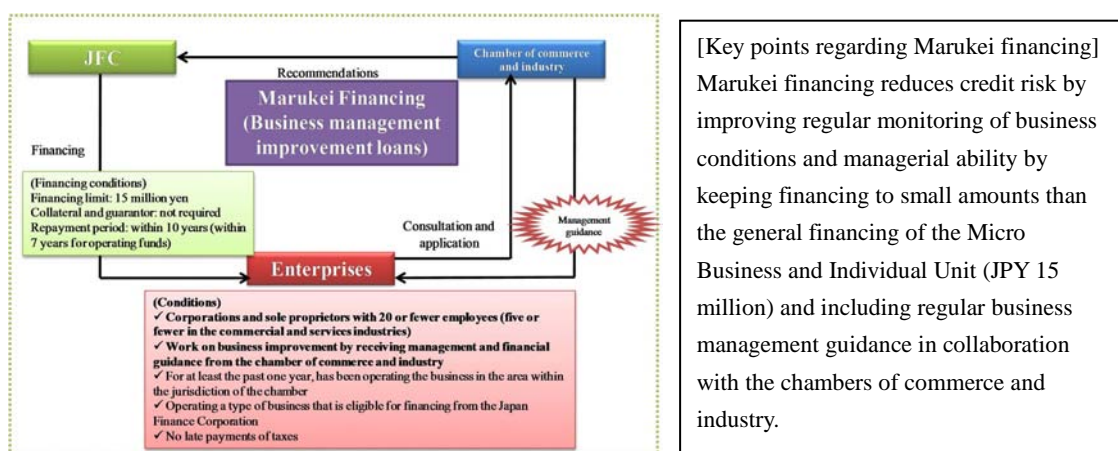 JFC
Chamber of commerce
and industry
Recommendations
Marukei Financing
(Business management
improvement loans)
Financing
(Financing conditions)
Financing limit: 15 million yen
Collateral and guarantor: not required
Repayment period: within 10 years (within
7 years for operating funds)
Consultation and
application
Management
guidance
Enterprises
(Conditions)
✓ Corporations and sole proprietors with 20 or fewer employees (five or
fewer in the commercial and services industries)
✓ Work on business improvement by receiving management and financial
guidance from the chamber of commerce and industry
✓ For at least the past one year, has been operating the business in the area within
the jurisdiction of the chamber
✓ Operating a type of business that is eligible for financing from the Japan
Finance Corporation
✓ No late payments of taxes
[Key points regarding Marukei financing]
Marukei financing reduces credit risk by
improving regular monitoring of business
conditions and managerial ability by
keeping financing to small amounts than
the general financing of the Micro
Business and Individual Unit (JPY 15
million) and including regular business
management guidance in collaboration
with the chambers of commerce and
industry.